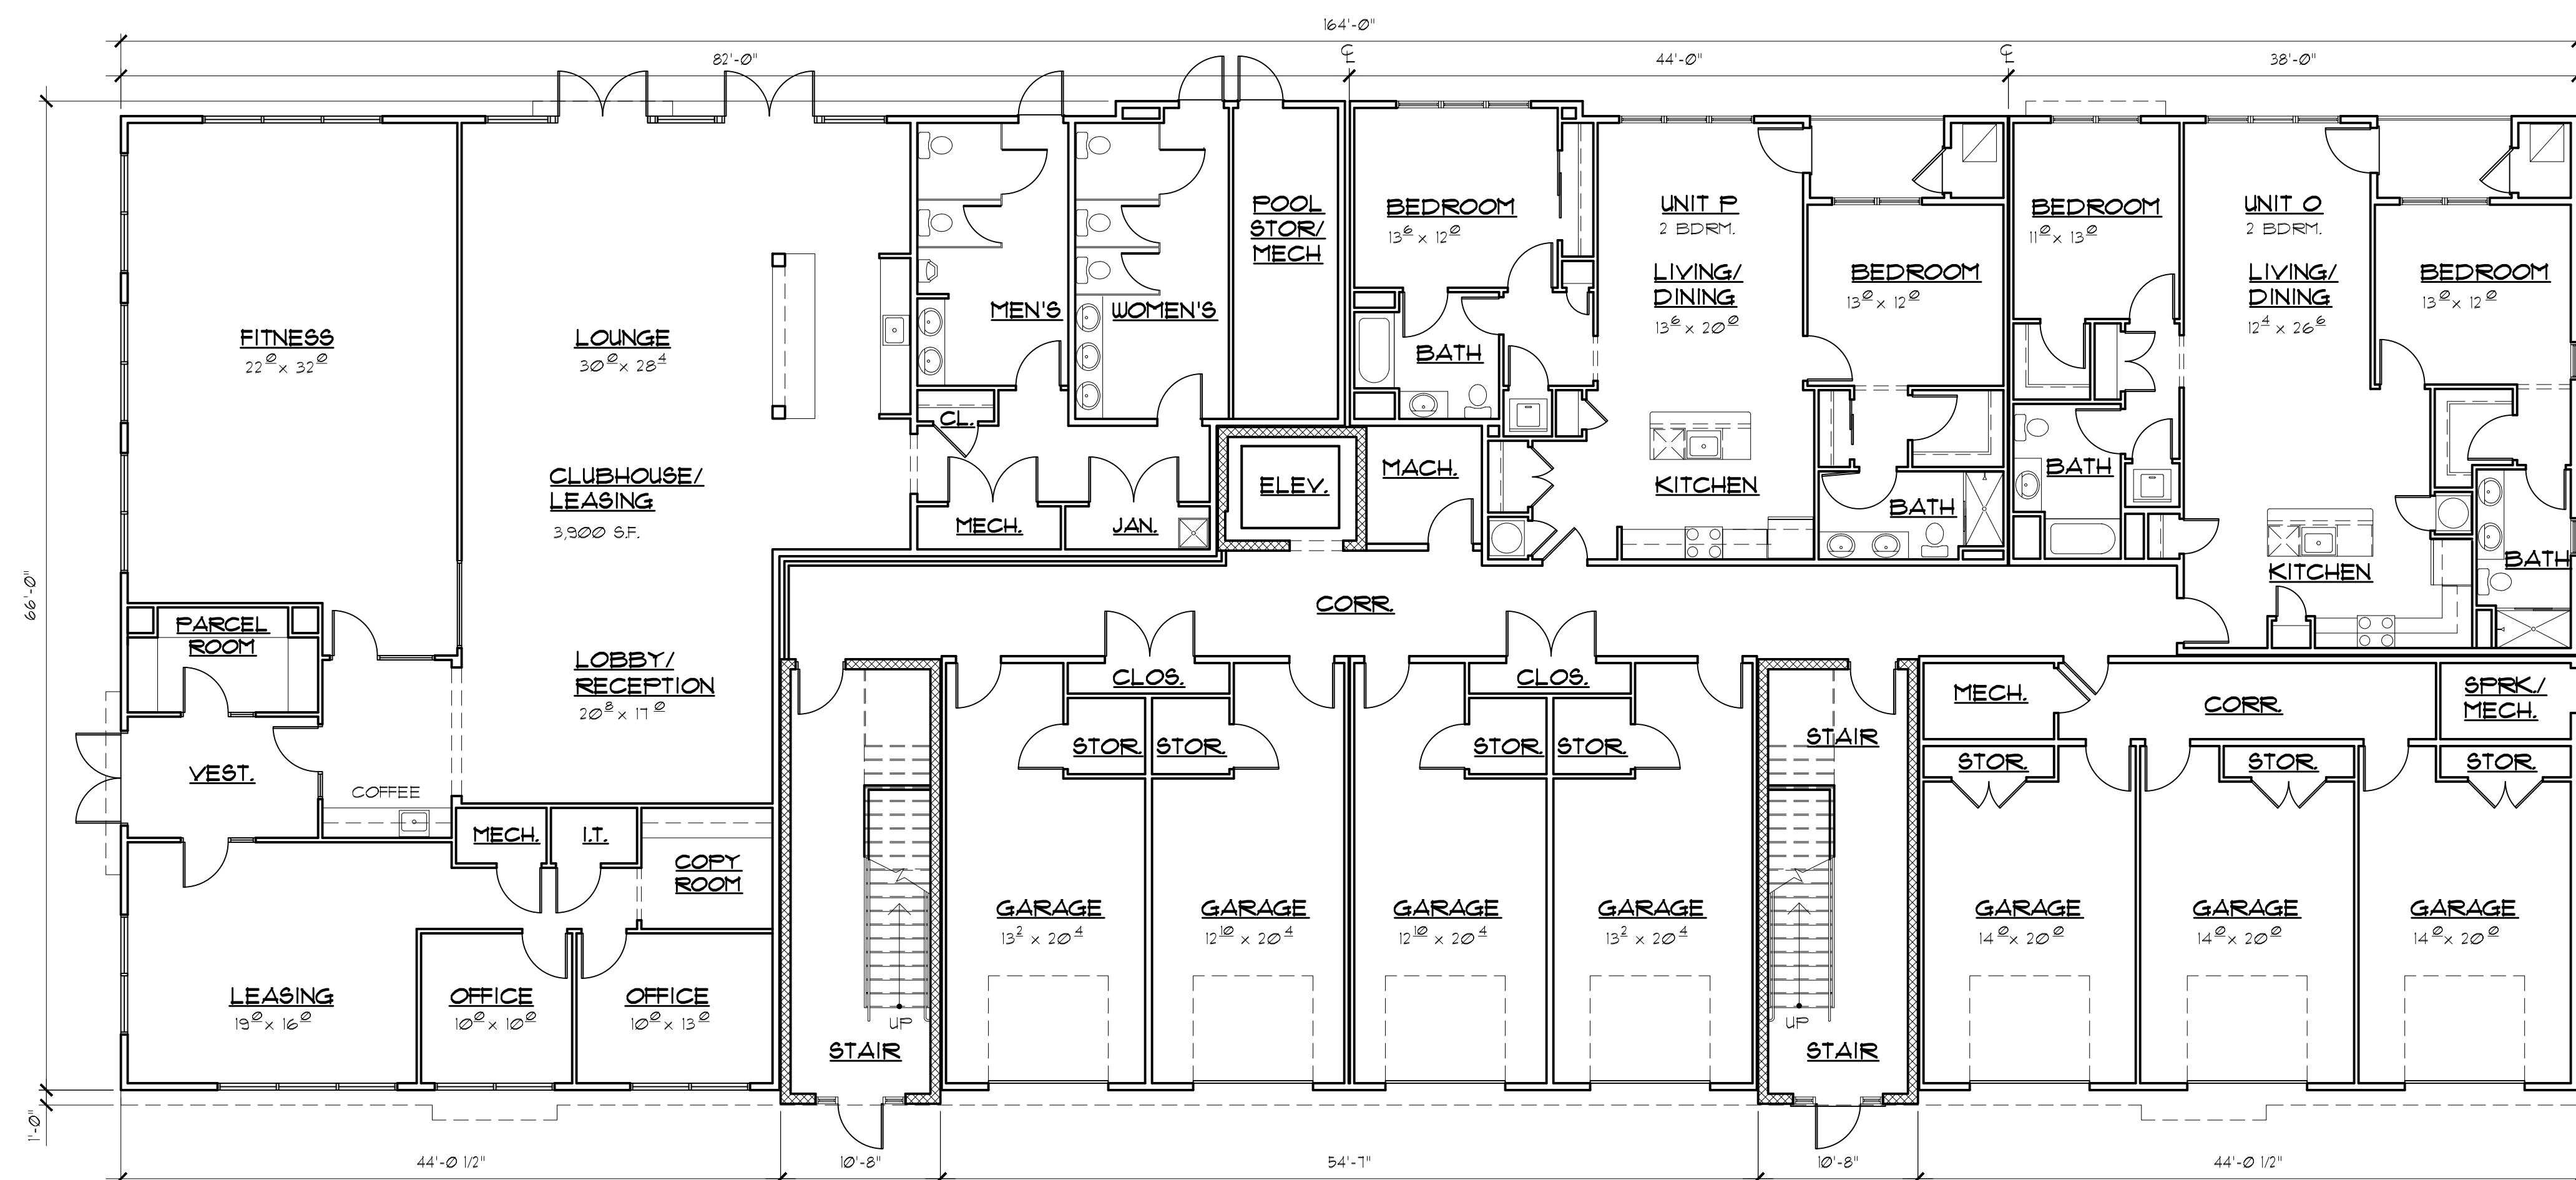 164'-0"
82'-0"
℄
44'-0"
℄
38'-0"
66'-0"
1'-0"
FITNESS
22⁰ x 32⁰
LOUNGE
30⁰ x 28⁴
CLUBHOUSE/
LEASING
3,900 S.F.
MEN'S
WOMEN'S
POOL
STOR/
MECH
CL.
MECH.
JAN.
ELEV.
MACH.
BEDROOM
13⁶ x 12⁰
BATH
UNIT P
2 BDRM.
LIVING/
DINING
13⁶ x 20⁰
KITCHEN
BEDROOM
13⁰ x 12⁰
BATH
BEDROOM
11⁰ x 13⁰
BATH
UNIT O
2 BDRM.
LIVING/
DINING
12⁴ x 26⁶
KITCHEN
BEDROOM
13⁰ x 12⁰
BATH
CORR.
PARCEL
ROOM
VEST.
COFFEE
LOBBY/
RECEPTION
20⁸ x 17⁰
MECH.
I.T.
COPY
ROOM
LEASING
19⁰ x 16⁰
OFFICE
10⁰ x 10⁰
OFFICE
10⁰ x 13⁰
UP
STAIR
CLOS.
STOR.
STOR.
CLOS.
STOR.
STOR.
GARAGE
13² x 20⁴
GARAGE
12¹⁰ x 20⁴
GARAGE
12¹⁰ x 20⁴
GARAGE
13² x 20⁴
STAIR
UP
STAIR
MECH.
CORR.
SPRK./
MECH.
STOR.
STOR.
STOR.
GARAGE
14⁰ x 20⁰
GARAGE
14⁰ x 20⁰
GARAGE
14⁰ x 20⁰
44'-0 1/2"
10'-8"
54'-7"
10'-8"
44'-0 1/2"